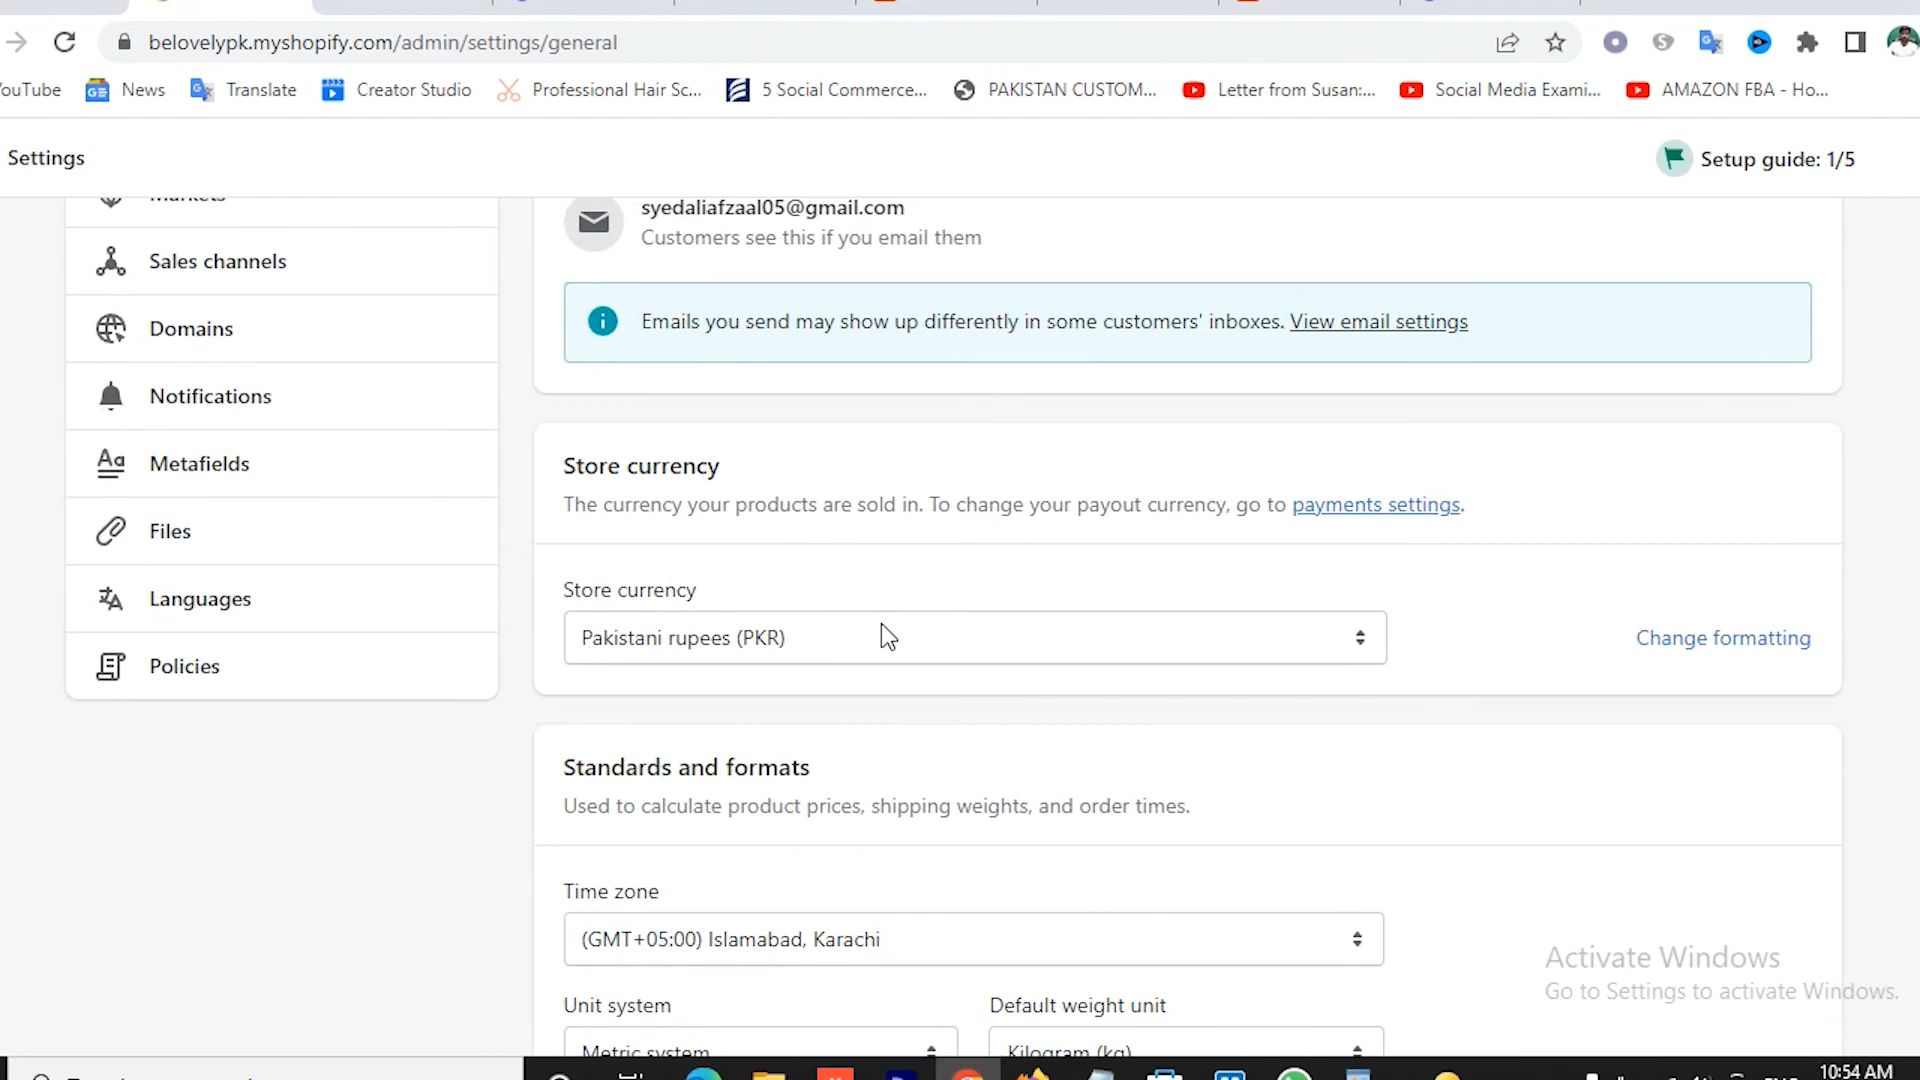 belovelypk.myshopify.com/admin/settings/general
ouTube
News
Translate
Creator Studio
Professional Hair Sc...
5 Social Commerce...
PAKISTAN CUSTOM...
Letter from Susan:...
Social Media Exami...
AMAZON FBA - Ho...
Settings
Setup guide: 1/5
Markets
Sales channels
Domains
Notifications
Metafields
Files
Languages
Policies
syedaliafzaal05@gmail.com
Customers see this if you email them
Emails you send may show up differently in some customers' inboxes. View email settings
Store currency
The currency your products are sold in. To change your payout currency, go to payments settings.
Store currency
Pakistani rupees (PKR)
Change formatting
Standards and formats
Used to calculate product prices, shipping weights, and order times.
Time zone
(GMT+05:00) Islamabad, Karachi
Unit system
Default weight unit
Metric system
Kilogram (kg)
Activate Windows
Go to Settings to activate Windows.
10:54 AM